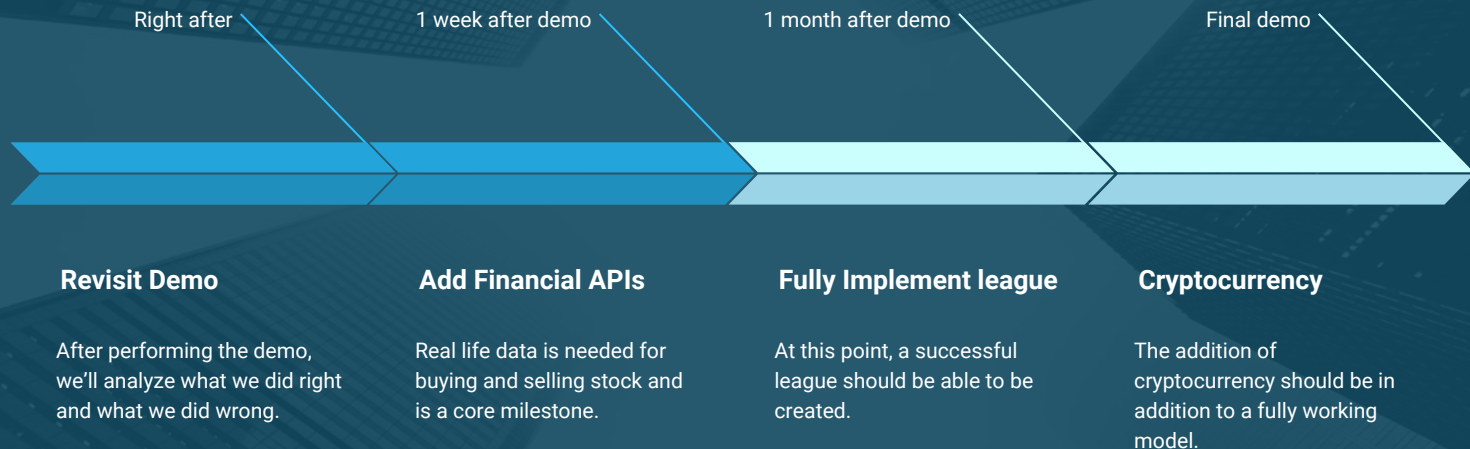 Right after
1 week after demo
1 month after demo
Final demo
Revisit Demo
After performing the demo,
we'll analyze what we did right
and what we did wrong.
Add Financial APIs
Real life data is needed for
buying and selling stock and
is a core milestone.
Fully Implement league
At this point, a successful
league should be able to be
created.
Cryptocurrency
The addition of
cryptocurrency should be in
addition to a fully working
model.